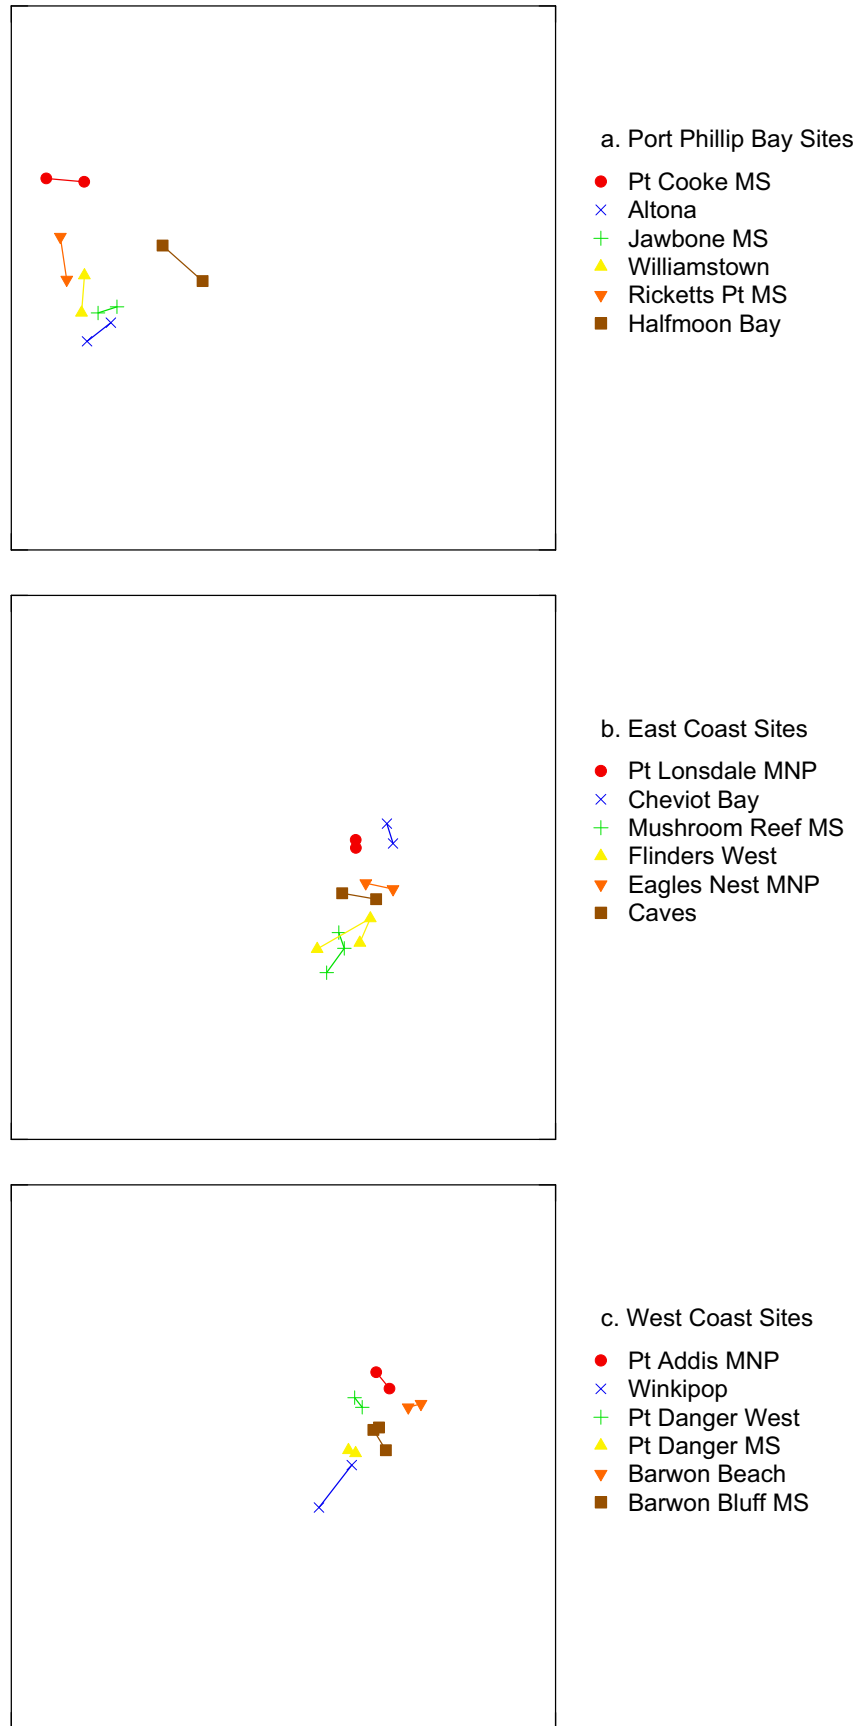 a. Port Phillip Bay Sites
Pt Cooke MS
Altona
Jawbone MS
Williamstown
Ricketts Pt MS
Halfmoon Bay
b. East Coast Sites
Pt Lonsdale MNP
Cheviot Bay
Mushroom Reef MS
Flinders West
Eagles Nest MNP
Caves
c. West Coast Sites
Pt Addis MNP
Winkipop
Pt Danger West
Pt Danger MS
Barwon Beach
Barwon Bluff MS